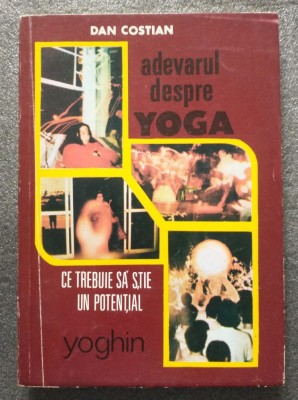 DAN COSTIAN
adevarul
despre
YOGA
CE TREBUIE SĂ ŞTIE
UN POTENŢIAL
yoghin